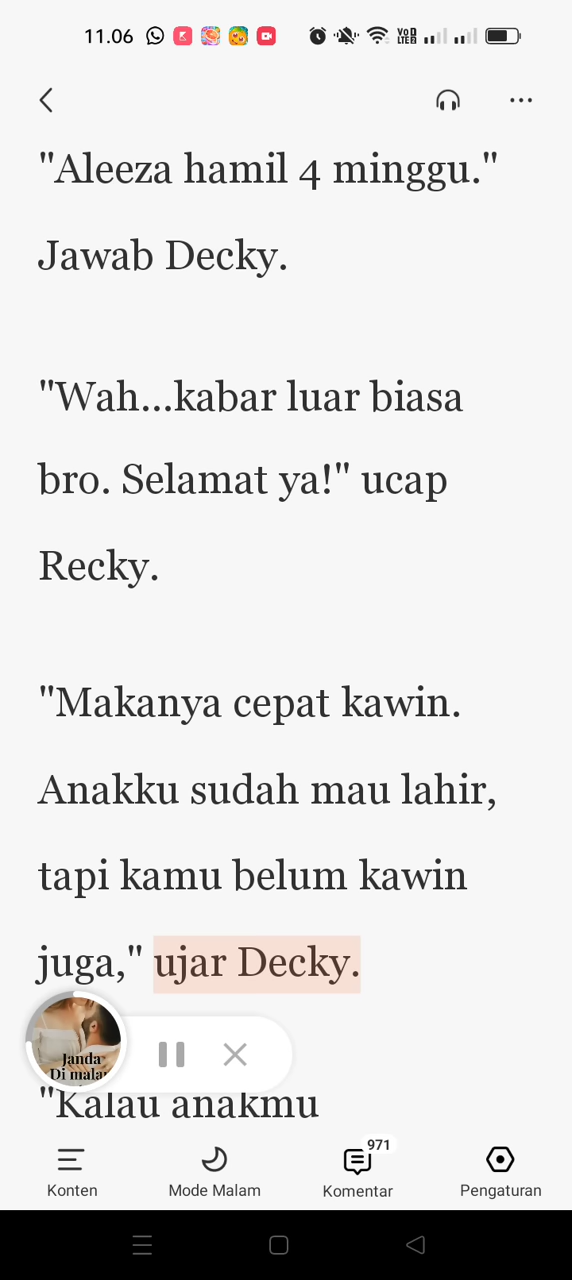 11.06
VoD
LTE2
"Aleeza hamil 4 minggu."
Jawab Decky.
"Wah...kabar luar biasa
bro. Selamat ya!" ucap
Recky.
"Makanya cepat kawin.
Anakku sudah mau lahir,
tapi kamu belum kawin
juga," ujar Decky.
Janda
Di mala
"Kalau anakmu
971
Konten
Mode Malam
Komentar
Pengaturan